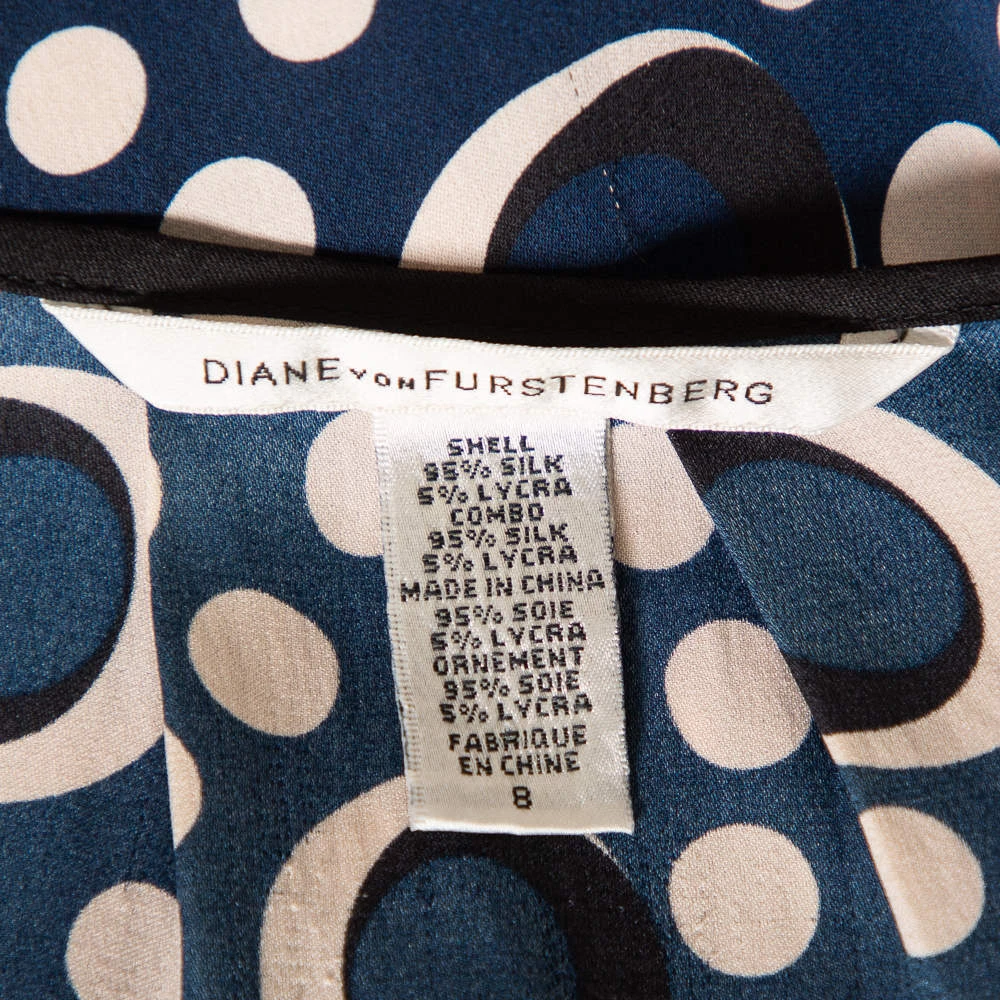 DIANE VON FURSTENBERG
SHELL
95% SILK
5% LYCRA
COMBO
95% SILK
5% LYCRA
MADE IN CHINA
95% SOIE
5% LYCRA
ORNEMENT
95% SOIE
5% LYCRA
FABRIQUE
EN CHINE
8